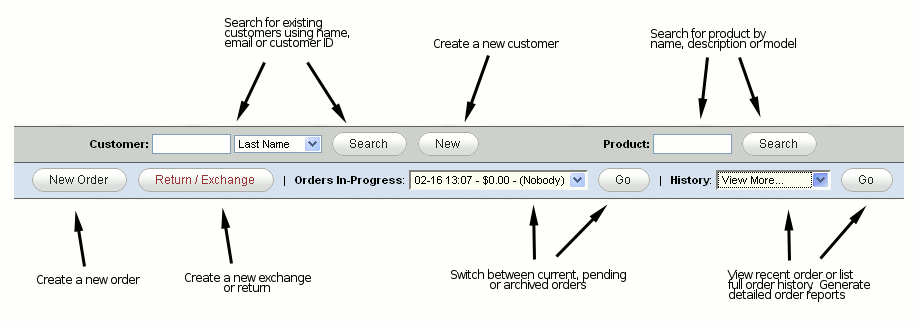 Search for existing
customers using name,
email or customer ID
Create a new customer
Search for product by
name, description or model
Customer: Last Name Search New Product: Search
New Order Return / Exchange | Orders In-Progress: 02-16 13:07 - $0.00 - (Nobody) Go | History: View More... Go
Create a new order
Create a new exchange
or return
Switch between current, pending
or archived orders
View recent order or list
full order history Generate
detailed order reports